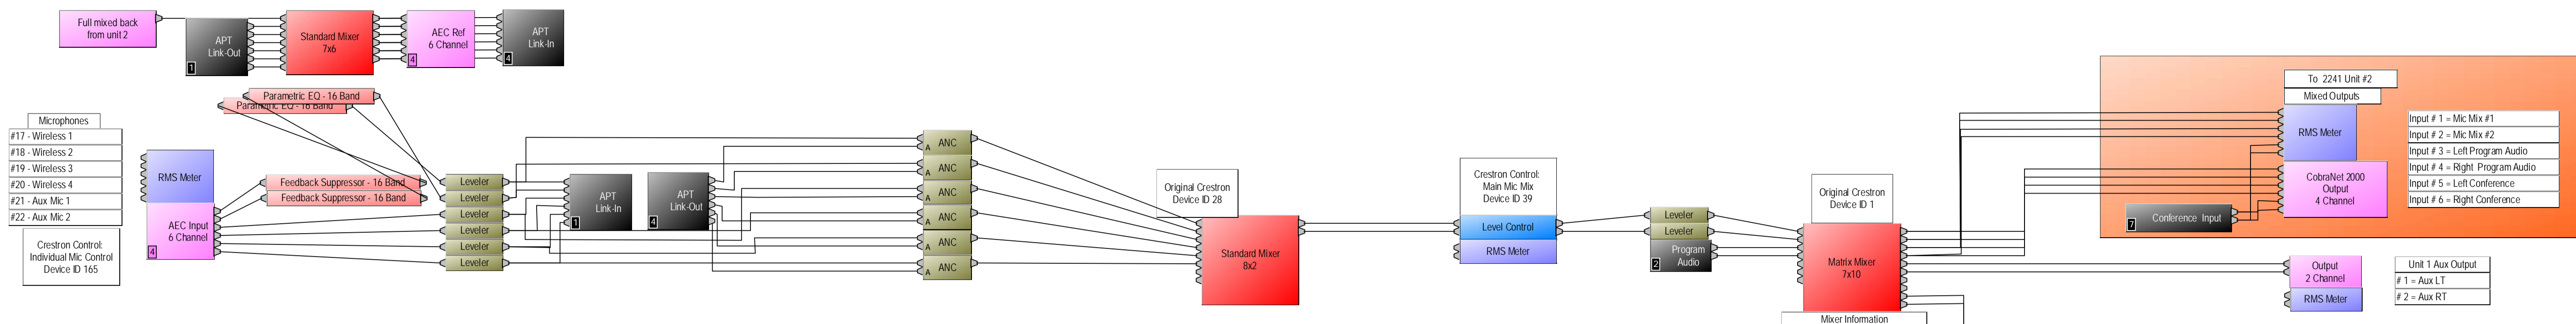 Full mixed back
from unit 2
APT
Link-Out
1
Standard Mixer
7x6
AEC Ref
6 Channel
4
APT
Link-In
4
Parametric EQ - 16 Band
Parametric EQ - 16 Band
Microphones
#17 - Wireless 1
#18 - Wireless 2
#19 - Wireless 3
#20 - Wireless 4
#21 - Aux Mic 1
#22 - Aux Mic 2
Crestron Control:
Individual Mic Control
Device ID 165
RMS Meter
AEC Input
6 Channel
4
Feedback Suppressor - 16 Band
Feedback Suppressor - 16 Band
Leveler
Leveler
Leveler
Leveler
Leveler
Leveler
APT
Link-In
1
APT
Link-Out
4
ANC
A
ANC
A
ANC
A
ANC
A
ANC
A
ANC
A
Original Crestron
Device ID 28
Standard Mixer
8x2
Crestron Control:
Main Mic Mix
Device ID 39
Level Control
RMS Meter
Leveler
Leveler
Program
Audio
2
Original Crestron
Device ID 1
Matrix Mixer
7x10
Mixer Information
To 2241 Unit #2
Mixed Outputs
RMS Meter
CobraNet 2000
Output
4 Channel
7
Conference Input
Input # 1 = Mic Mix #1
Input # 2 = Mic Mix #2
Input # 3 = Left Program Audio
Input # 4 = Right Program Audio
Input # 5 = Left Conference
Input # 6 = Right Conference
Output
2 Channel
RMS Meter
Unit 1 Aux Output
# 1 = Aux LT
# 2 = Aux RT